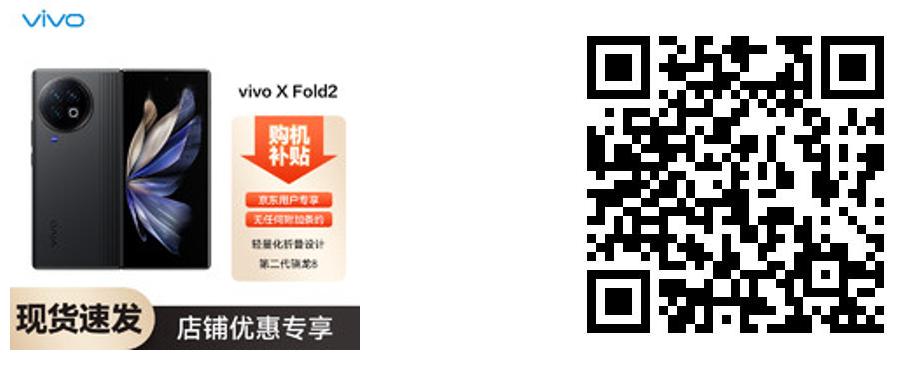 vivo
vivo X Fold2
购机
补贴
京东用户专享
无任何附加条约
轻量化折叠设计
第二代骁龙8
vivo
现货速发
店铺优惠专享